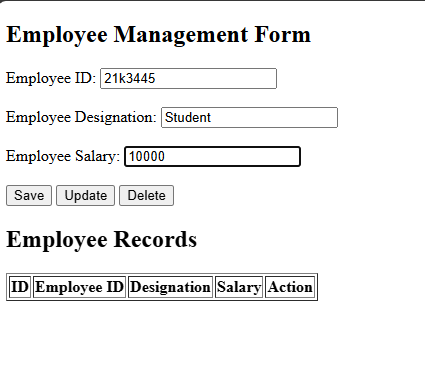 Employee Management Form
Employee ID: 21k3445
Employee Designation: Student
Employee Salary: 10000
Save Update Delete
Employee Records
ID Employee ID Designation Salary Action